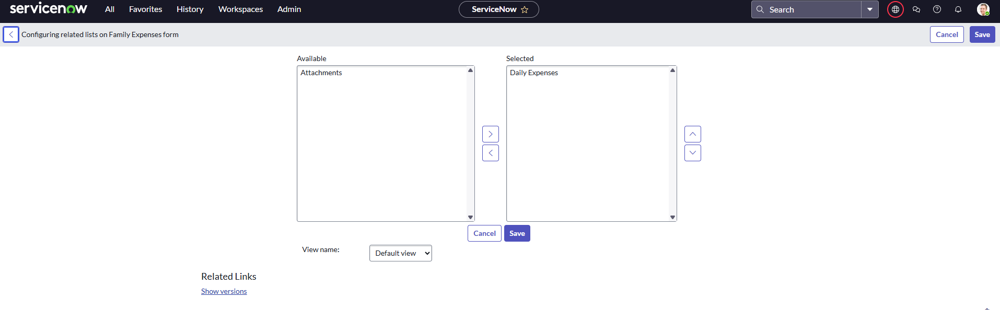 servicenow All Favorites History Workspaces Admin ServiceNow Search
Configuring related lists on Family Expenses form Cancel Save
Available Selected
Attachments Daily Expenses
Cancel Save
View name: Default view
Related Links
Show versions